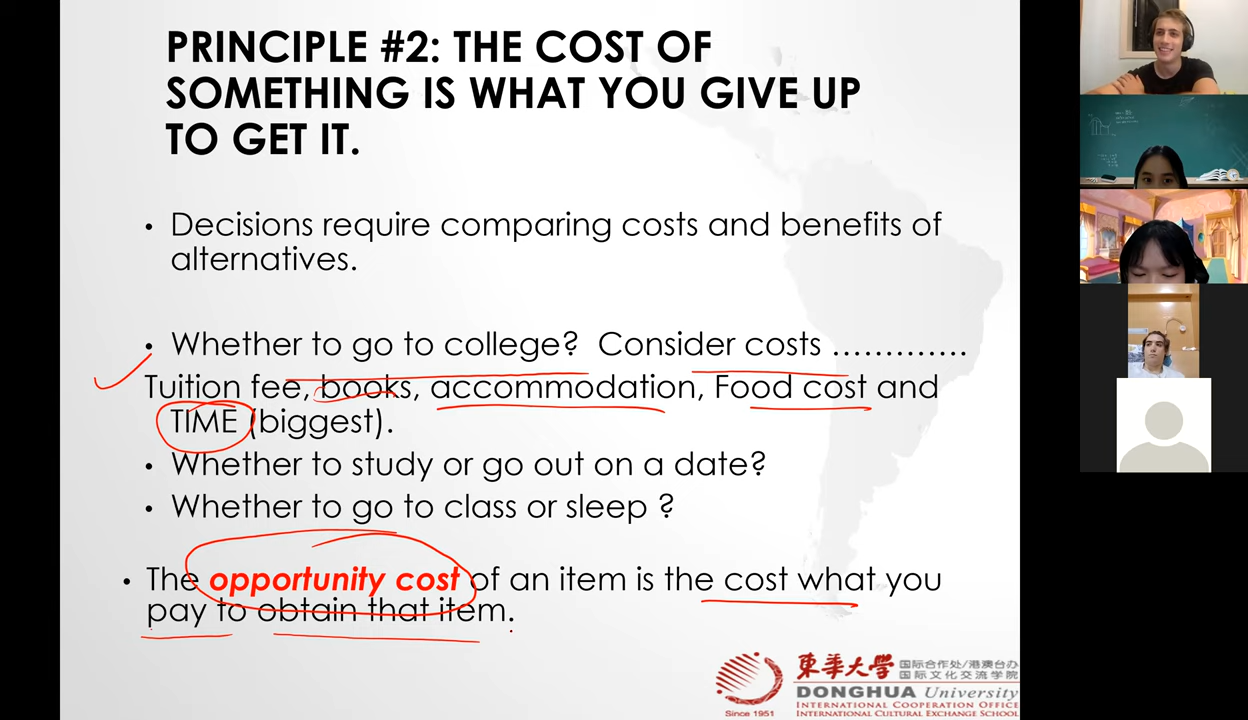 PRINCIPLE #2: THE COST OF
SOMETHING IS WHAT YOU GIVE UP
TO GET IT.
• Decisions require comparing costs and benefits of
alternatives.
• Whether to go to college?  Consider costs .............
Tuition fee, books, accommodation, Food cost and
TIME (biggest).
• Whether to study or go out on a date?
• Whether to go to class or sleep ?
• The opportunity cost of an item is the cost what you
pay to obtain that item.
Since 1951
東華大学
国际合作处/港澳台办
国际文化交流学院
DONGHUA University
INTERNATIONAL COOPERATION OFFICE
INTERNATIONAL CULTURAL EXCHANGE SCHOOL